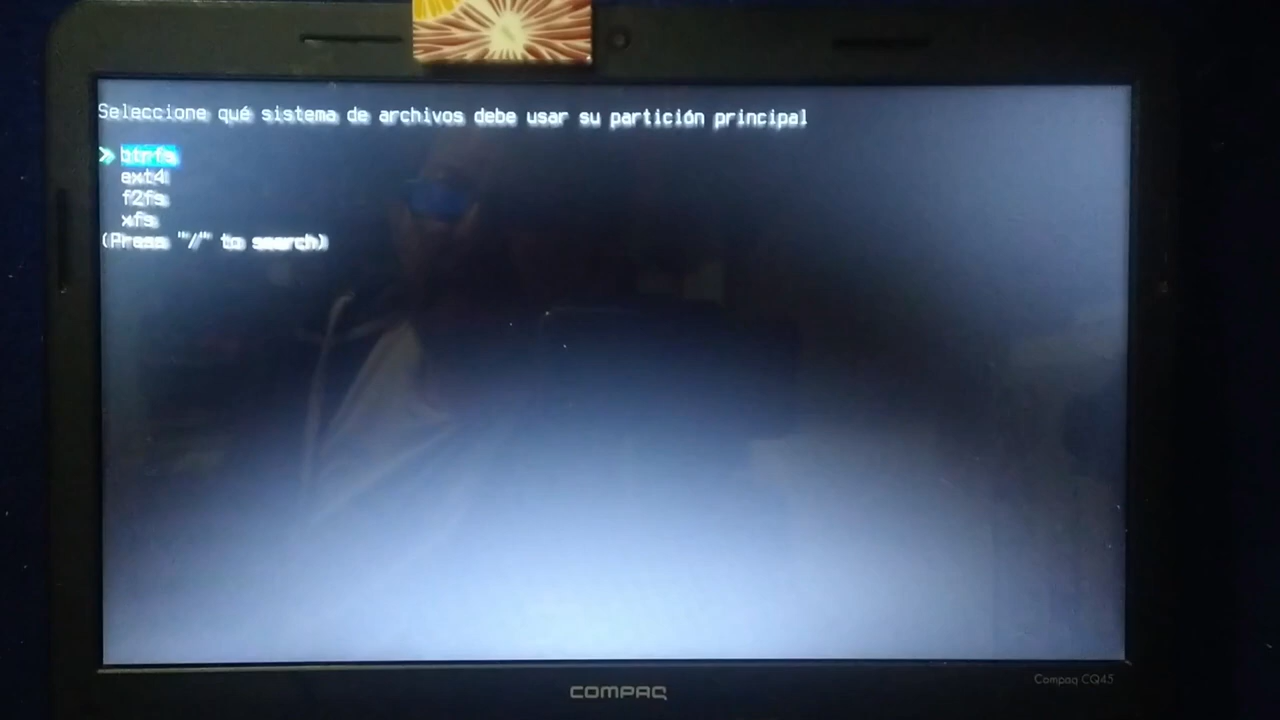 Seleccione qué sistema de archivos debe usar su partición principal
> btrfs
ext4
f2fs
xfs
(Press "/" to search)
Compaq CQ45
COMPAQ